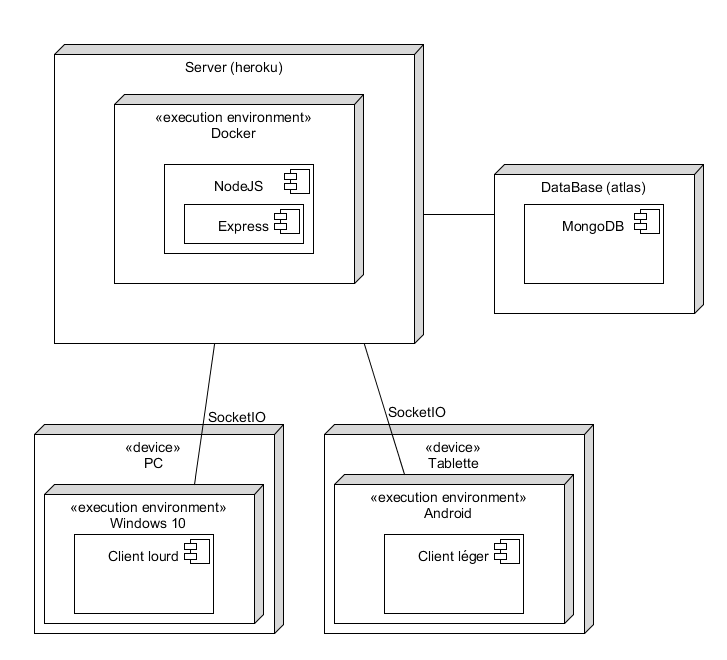 Server (heroku)
«execution environment»
Docker
NodeJS
Express
DataBase (atlas)
MongoDB
SocketIO
SocketIO
«device»
PC
«execution environment»
Windows 10
Client lourd
«device»
Tablette
«execution environment»
Android
Client léger